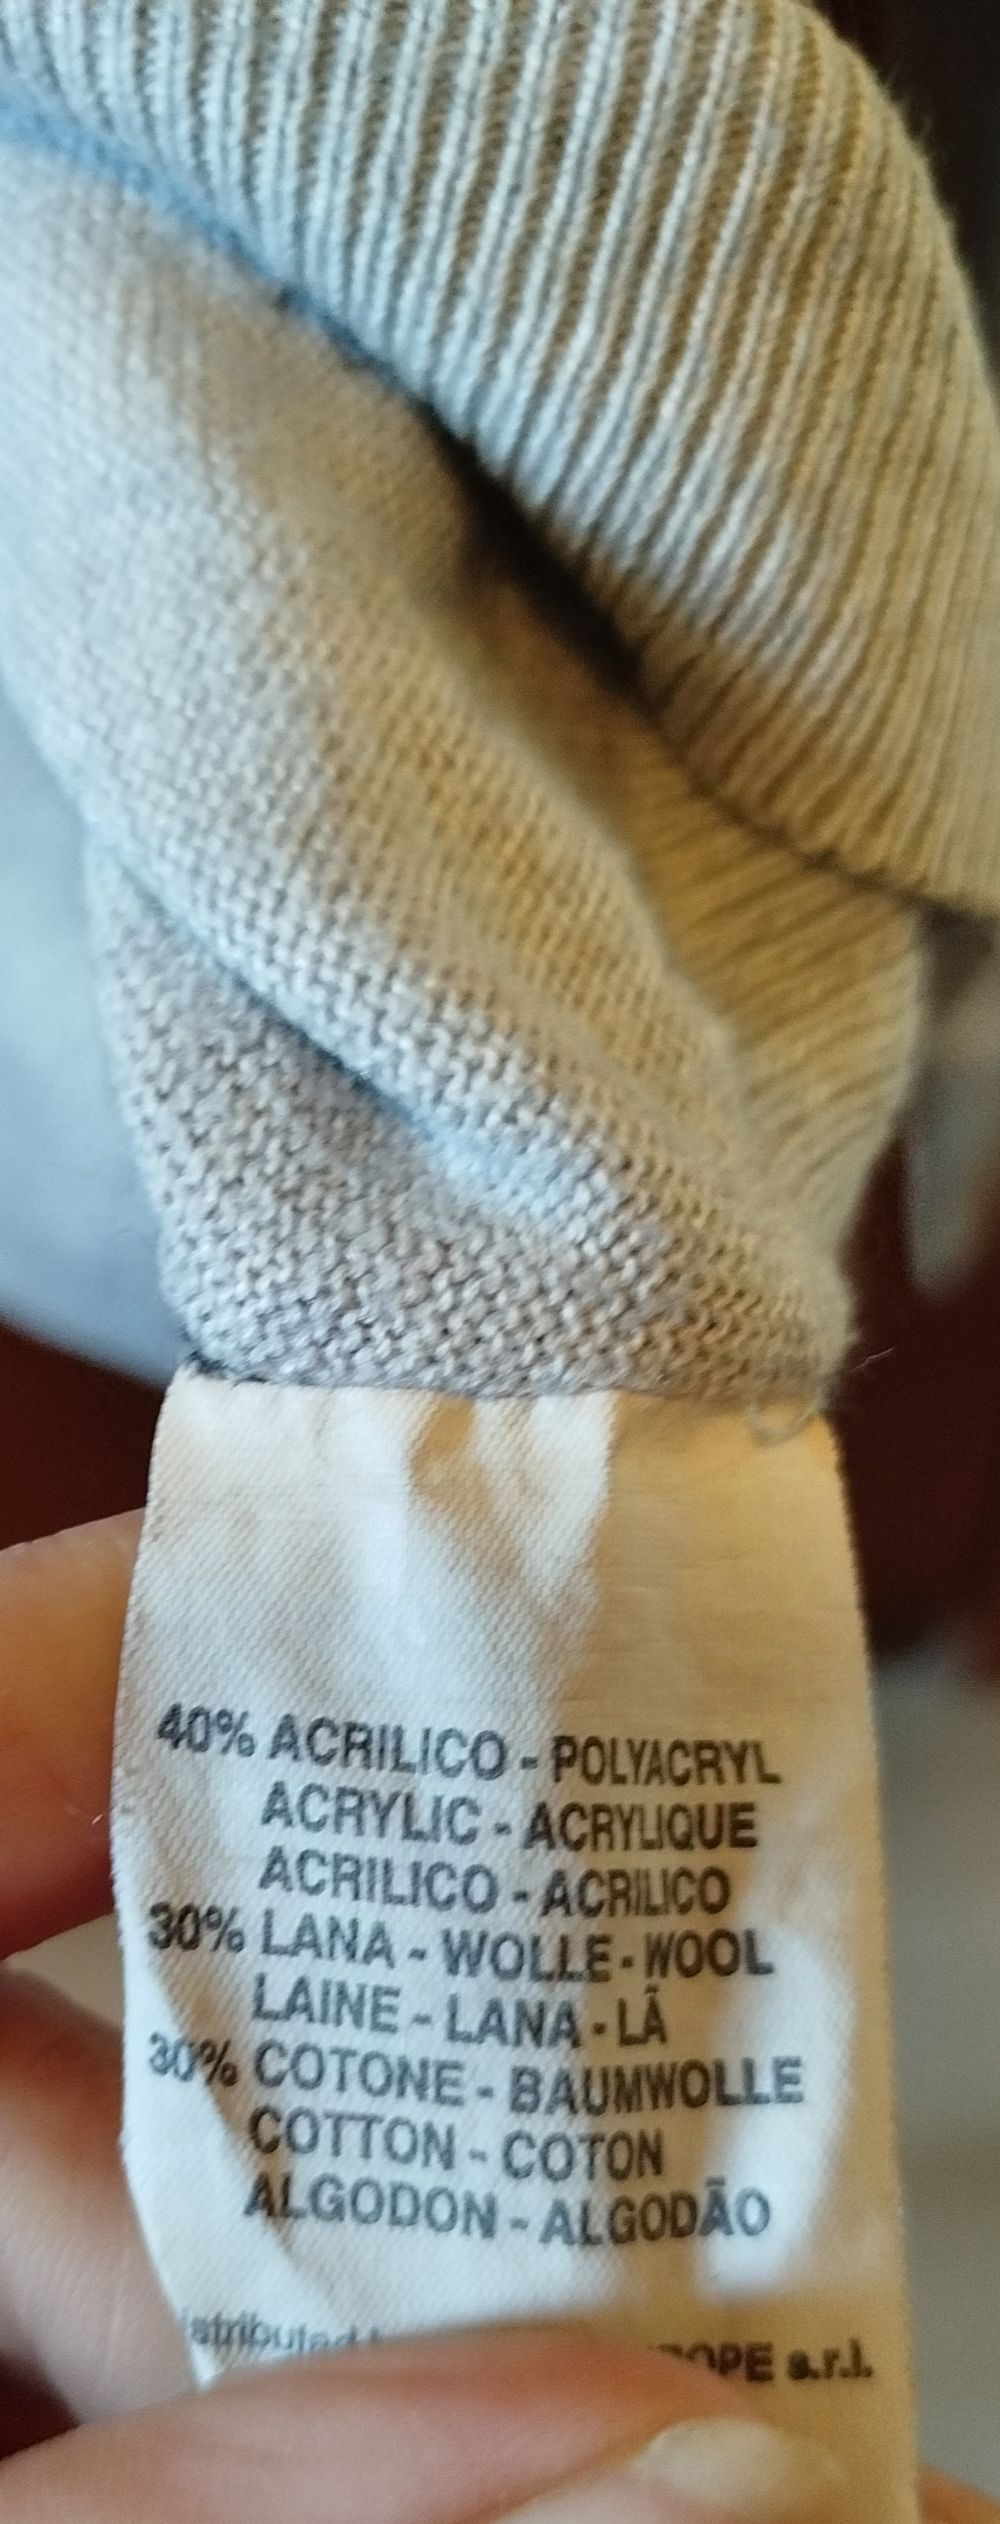 40% ACRILICO - POLYACRYL
ACRYLIC - ACRYLIQUE
ACRILICO - ACRILICO
30% LANA - WOLLE - WOOL
LAINE - LANA - LÃ
30% COTONE - BAUMWOLLE
COTTON - COTON
ALGODON - ALGODÃO
s.r.l.